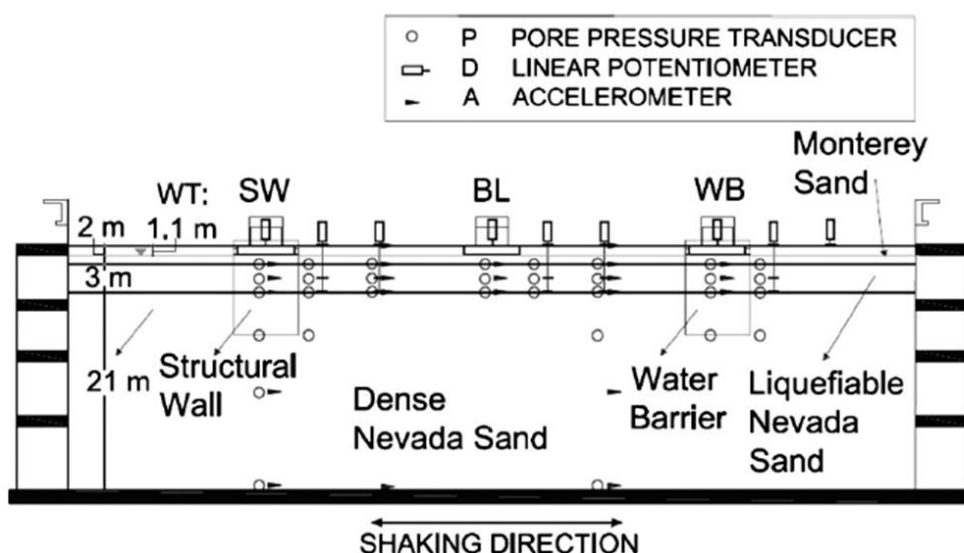 P PORE PRESSURE TRANSDUCER
D LINEAR POTENTIOMETER
A ACCELEROMETER
Monterey
Sand
WT:
SW
BL
WB
2 m
1.1 m
3 m
21 m
Structural
Wall
Dense
Nevada Sand
Water
Barrier
Liquefiable
Nevada
Sand
SHAKING DIRECTION